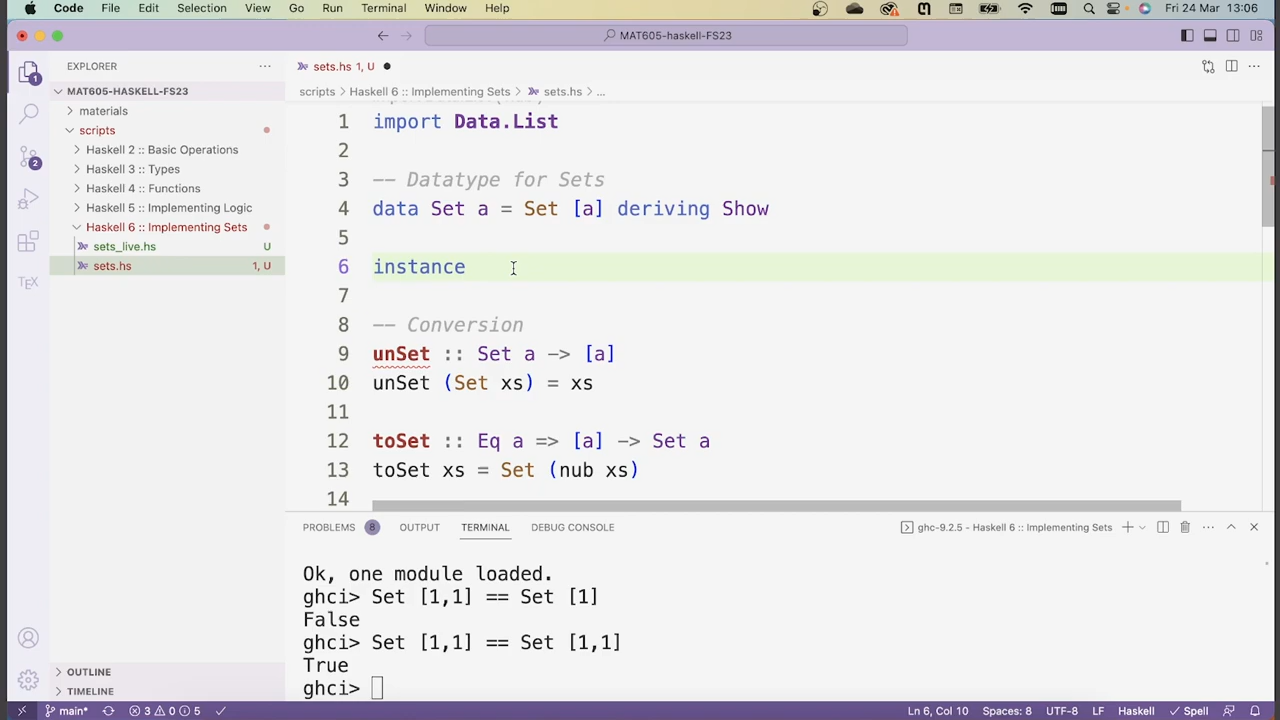 Code File Edit Selection View Go Run Terminal Window Help Fri 24 Mar 13:06
MAT605-haskell-FS23
EXPLORER
sets.hs 1, U
MAT605-HASKELL-FS23
scripts > Haskell 6 :: Implementing Sets > sets.hs > ...
materials
scripts
Haskell 2 :: Basic Operations
Haskell 3 :: Types
Haskell 4 :: Functions
Haskell 5 :: Implementing Logic
Haskell 6 :: Implementing Sets
sets_live.hs U
sets.hs 1, U
OUTLINE
TIMELINE
1 import Data.List
2
3 -- Datatype for Sets
4 data Set a = Set [a] deriving Show
5
6 instance
7
8 -- Conversion
9 unSet :: Set a -> [a]
10 unSet (Set xs) = xs
11
12 toSet :: Eq a => [a] -> Set a
13 toSet xs = Set (nub xs)
14
PROBLEMS 8 OUTPUT TERMINAL DEBUG CONSOLE ghc-9.2.5 - Haskell 6 :: Implementing Sets
Ok, one module loaded.
ghci> Set [1,1] == Set [1]
False
ghci> Set [1,1] == Set [1,1]
True
ghci>
main* 3 0 5 Ln 6, Col 10 Spaces: 8 UTF-8 LF Haskell Spell